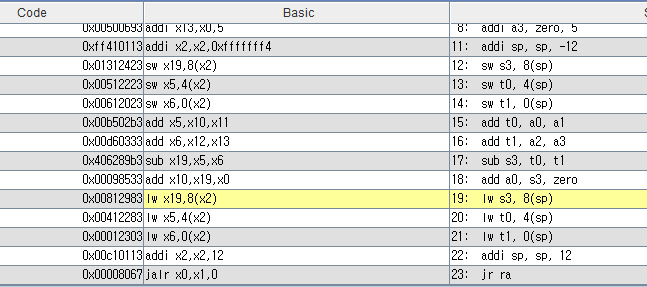 Code Basic S
0x00500693 addi x13,x0,5 8: addi a3, zero, 5
0xff410113 addi x2,x2,0xfffffff4 11: addi sp, sp, -12
0x01312423 sw x19,8(x2) 12: sw s3, 8(sp)
0x00512223 sw x5,4(x2) 13: sw t0, 4(sp)
0x00612023 sw x6,0(x2) 14: sw t1, 0(sp)
0x00b502b3 add x5,x10,x11 15: add t0, a0, a1
0x00d60333 add x6,x12,x13 16: add t1, a2, a3
0x406289b3 sub x19,x5,x6 17: sub s3, t0, t1
0x00098533 add x10,x19,x0 18: add a0, s3, zero
0x00812983 lw x19,8(x2) 19: lw s3, 8(sp)
0x00412283 lw x5,4(x2) 20: lw t0, 4(sp)
0x00012303 lw x6,0(x2) 21: lw t1, 0(sp)
0x00c10113 addi x2,x2,12 22: addi sp, sp, 12
0x00008067 jalr x0,x1,0 23: jr ra